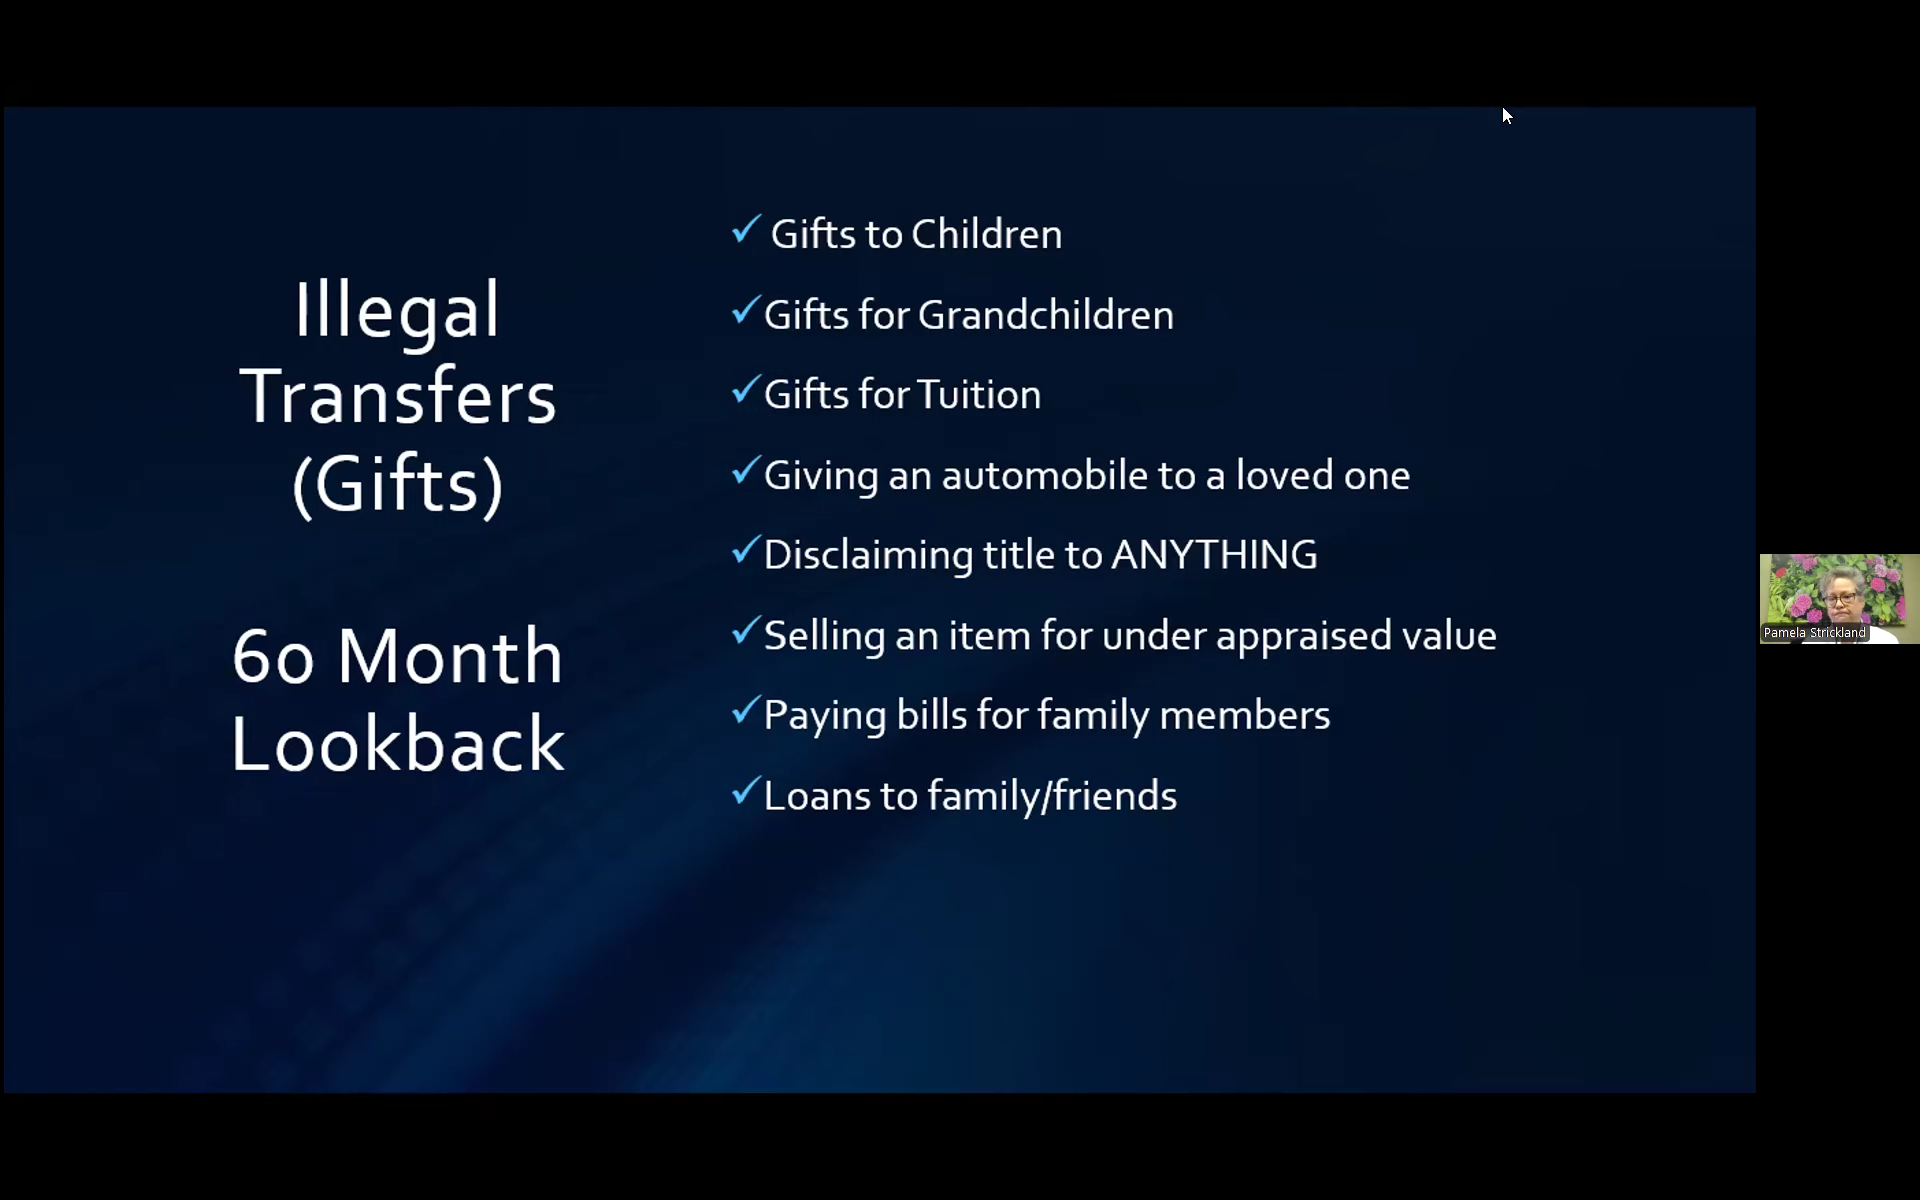 Illegal
Transfers
(Gifts)
60 Month
Lookback
✓ Gifts to Children
✓ Gifts for Grandchildren
✓ Gifts for Tuition
✓ Giving an automobile to a loved one
✓ Disclaiming title to ANYTHING
✓ Selling an item for under appraised value
✓ Paying bills for family members
✓ Loans to family/friends
Pamela Strickland